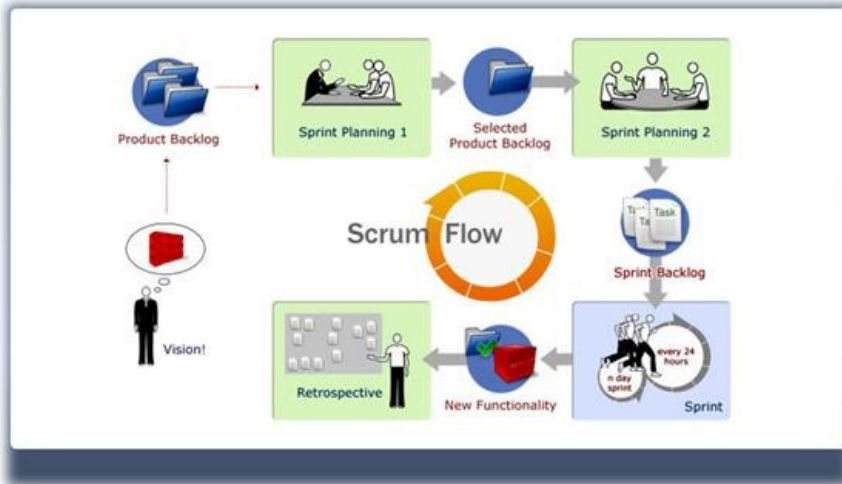 Product Backlog
Sprint Planning 1
Selected
Product Backlog
Sprint Planning 2
Task
Sprint Backlog
Scrum Flow
Vision!
Retrospective
New Functionality
every 24
hours
n day
sprint
Sprint